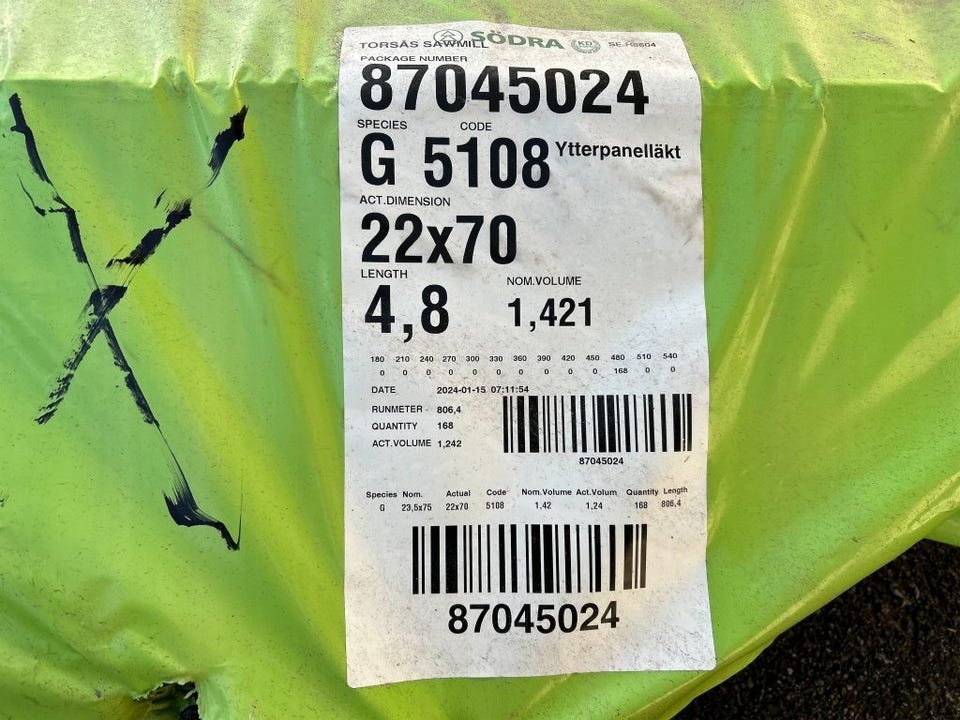 TORSÅS SAWMILL SÖDRA KD SE-H8604
PACKAGE NUMBER
87045024
SPECIES CODE
G 5108 Ytterpanelläkt
ACT.DIMENSION
22x70
LENGTH NOM.VOLUME
4,8 1,421
180 210 240 270 300 330 360 390 420 450 480 510 540
0 0 0 0 0 0 0 0 0 0 168 0 0
DATE 2024-01-15 07:11:54
RUNMETER 806,4
QUANTITY 168
ACT.VOLUME 1,242
87045024
Species Nom. Actual Code Nom.Volume Act.Volum Quantity Length
G 23,5x75 22x70 5108 1,42 1,24 168 806,4
87045024